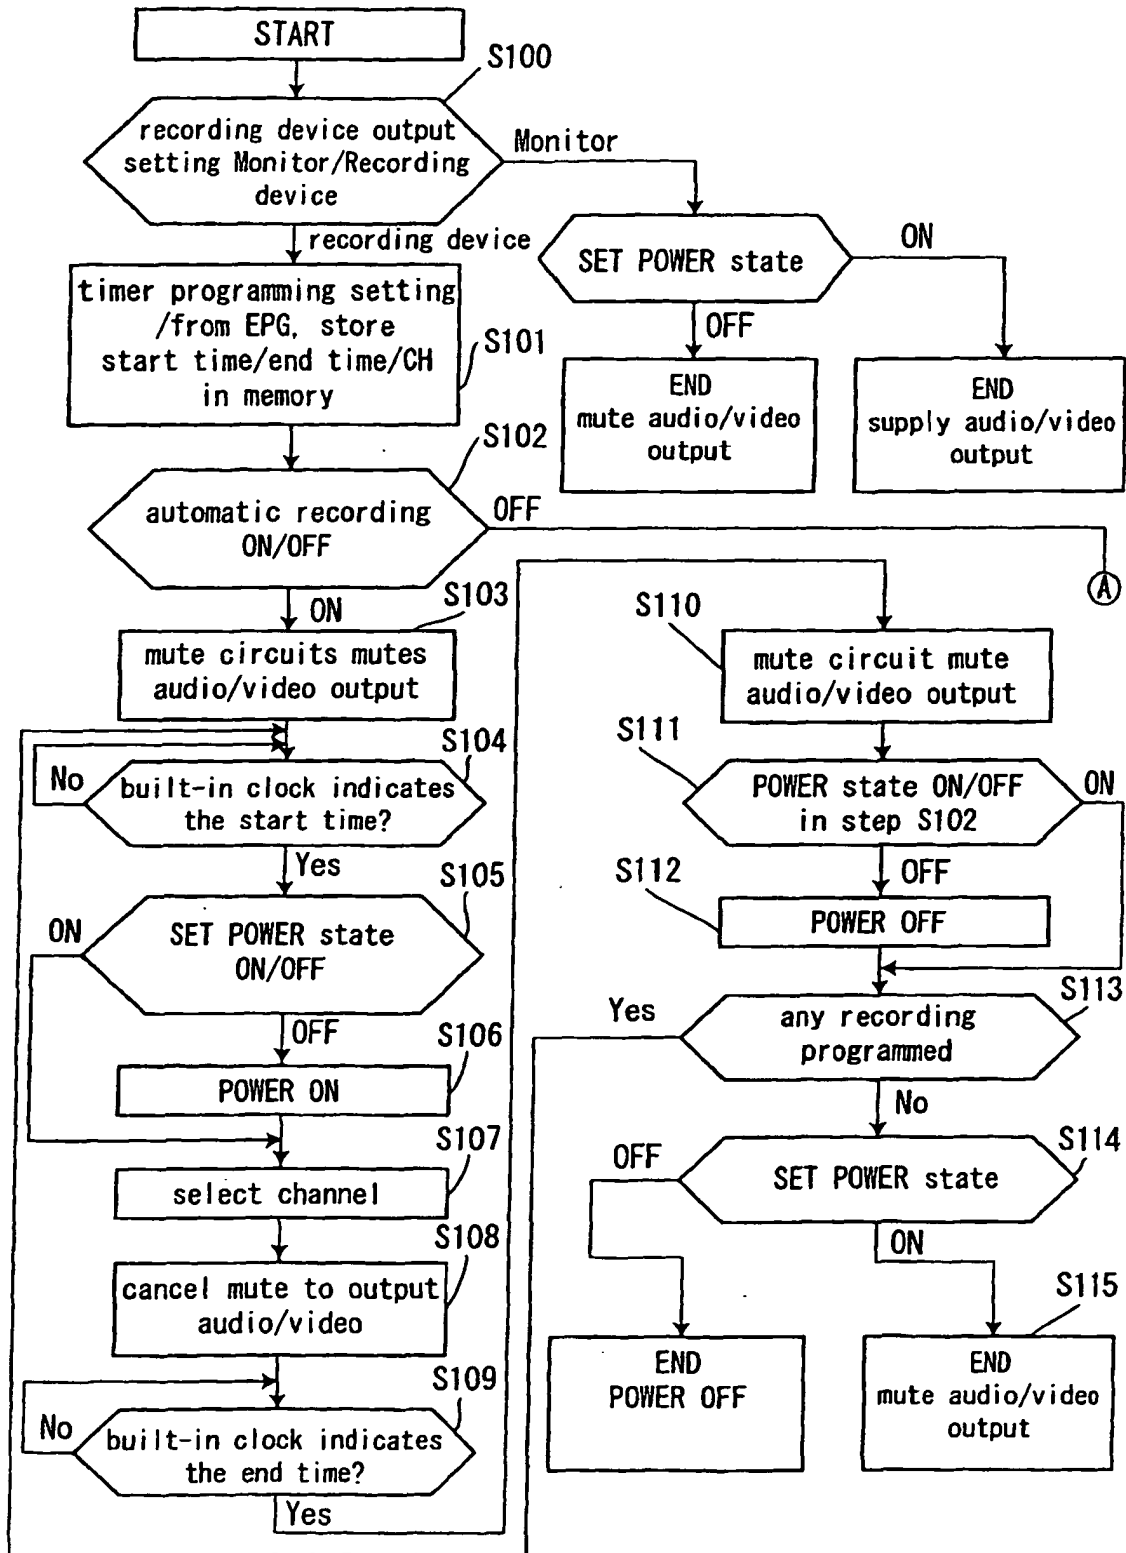 START
S100
recording device output
setting Monitor/Recording
device
Monitor
recording device
SET POWER state
ON
OFF
END
mute audio/video
output
END
supply audio/video
output
timer programming setting
/from EPG, store
start time/end time/CH
in memory
S101
S102
automatic recording
ON/OFF
OFF
A
ON
S103
mute circuits mutes
audio/video output
S104
No
built-in clock indicates
the start time?
Yes
S105
ON
SET POWER state
ON/OFF
OFF
S106
POWER ON
S107
select channel
S108
cancel mute to output
audio/video
S109
No
built-in clock indicates
the end time?
Yes
S110
mute circuit mute
audio/video output
S111
POWER state ON/OFF
in step S102
ON
OFF
S112
POWER OFF
S113
Yes
any recording
programmed
No
S114
OFF
SET POWER state
ON
S115
END
POWER OFF
END
mute audio/video
output